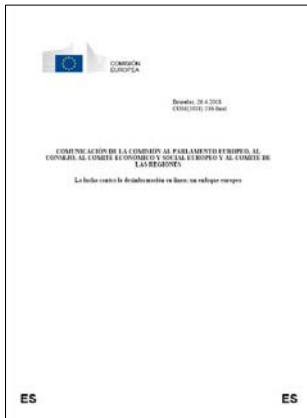 COMISIÓN
EUROPEA
Bruselas, 26.4.2018
COM(2018) 236 final
COMUNICACIÓN DE LA COMISIÓN AL PARLAMENTO EUROPEO, AL
CONSEJO, AL COMITÉ ECONÓMICO Y SOCIAL EUROPEO Y AL COMITÉ DE
LAS REGIONES
La lucha contra la desinformación en línea: un enfoque europeo
ES
ES